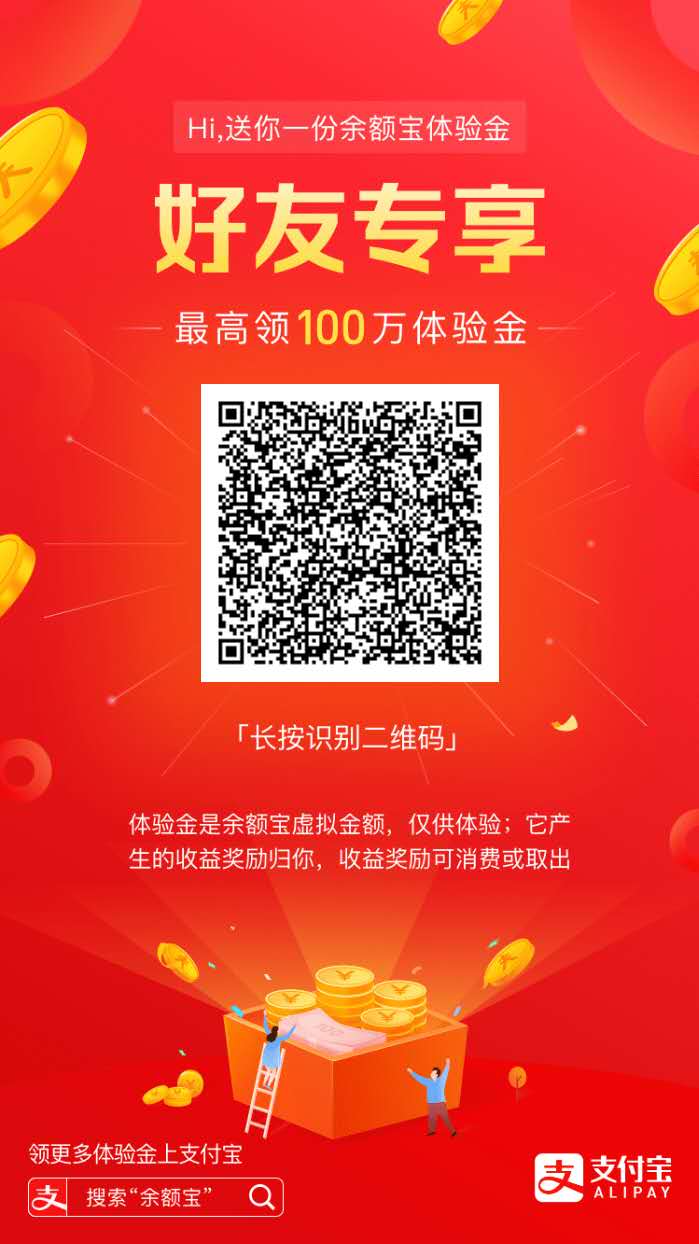 Hi,送你一份余额宝体验金
好友专享
最高领100万体验金
「长按识别二维码」
体验金是余额宝虚拟金额，仅供体验；它产
生的收益奖励归你，收益奖励可消费或取出
100
领更多体验金上支付宝
支 搜索“余额宝”
支 支付宝
ALIPAY